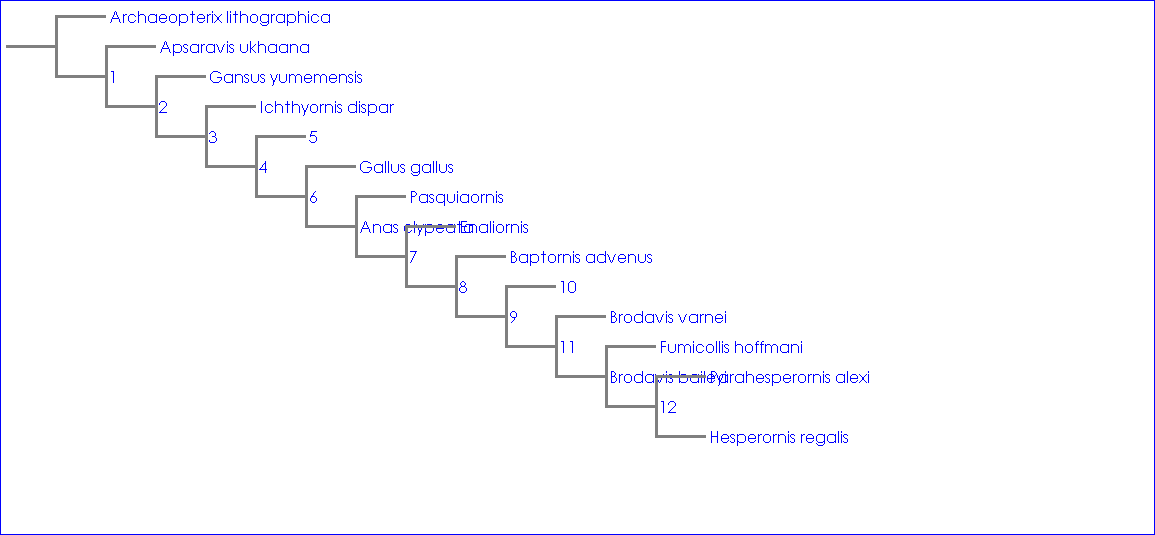 Archaeopterix lithographica
Apsaravis ukhaana
1
Gansus yumemensis
2
Ichthyornis dispar
3
5
4
Gallus gallus
6
Pasquiaornis
Anas clypeata
Enaliornis
7
Baptornis advenus
8
10
9
Brodavis varnei
11
Fumicollis hoffmani
Brodavis baileyi
Parahesperornis alexi
12
Hesperornis regalis